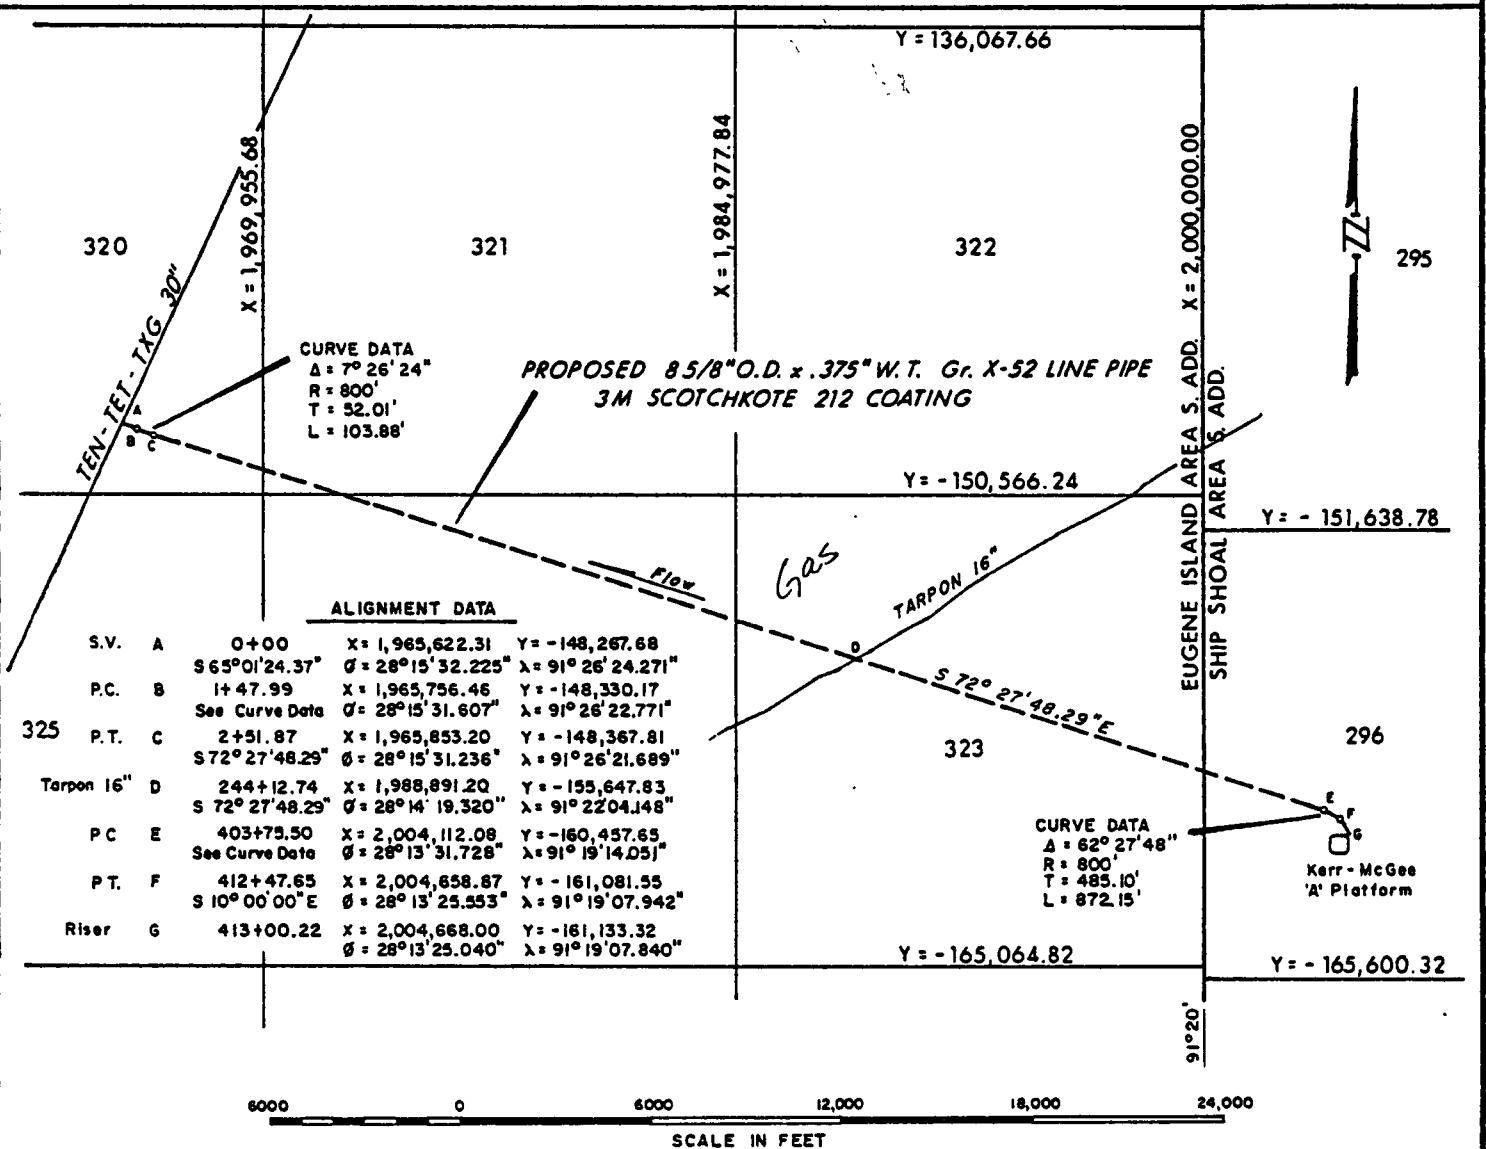 Y = 136,067.66
X = 1,969,955.68
X = 1,984,977.84
X = 2,000,000.00
EUGENE ISLAND AREA S. ADD.
SHIP SHOAL AREA S. ADD.
N
320
321
322
295
TEN-TET-TXG 30"
CURVE DATA
Δ = 7° 26' 24"
R = 800'
T = 52.01'
L = 103.88'
PROPOSED 8 5/8" O.D. x .375" W.T. Gr. X-52 LINE PIPE
3M SCOTCHKOTE 212 COATING
A
B
C
Y = -150,566.24
Y = - 151,638.78
Flow
Gas
TARPON 16"
D
S 72° 27' 48.29" E
ALIGNMENT DATA
S.V. A 0+00 X = 1,965,622.31 Y = -148,267.68
S 65°01'24.37" Ø = 28°15'32.225" λ = 91° 26'24.271"
P.C. B 1+47.99 X = 1,965,756.46 Y = -148,330.17
See Curve Data Ø = 28°15'31.607" λ = 91°26'22.771"
P.T. C 2+51.87 X = 1,965,853.20 Y = -148,367.81
S 72° 27'48.29" Ø = 28°15'31.236" λ = 91°26'21.689"
Tarpon 16" D 244+12.74 X = 1,988,891.20 Y = -155,647.83
S 72° 27'48.29" Ø = 28°14' 19.320" λ = 91°22'04.148"
PC E 403+75.50 X = 2,004,112.08 Y = -160,457.65
See Curve Data Ø = 28°13'31.728" λ = 91°19'14.051"
PT. F 412+47.65 X = 2,004,658.87 Y = - 161,081.55
S 10°00'00"E Ø = 28°13'25.553" λ = 91°19'07.942"
Riser G 413+00.22 X = 2,004,668.00 Y = -161,133.32
Ø = 28°13'25.040" λ = 91°19'07.840"
325
323
296
E
F
G
CURVE DATA
Δ = 62° 27'48"
R = 800'
T = 485.10'
L = 872.15'
Kerr-McGee
'A' Platform
Y = -165,064.82
Y = - 165,600.32
91°20'
6000 0 6000 12,000 18,000 24,000
SCALE IN FEET